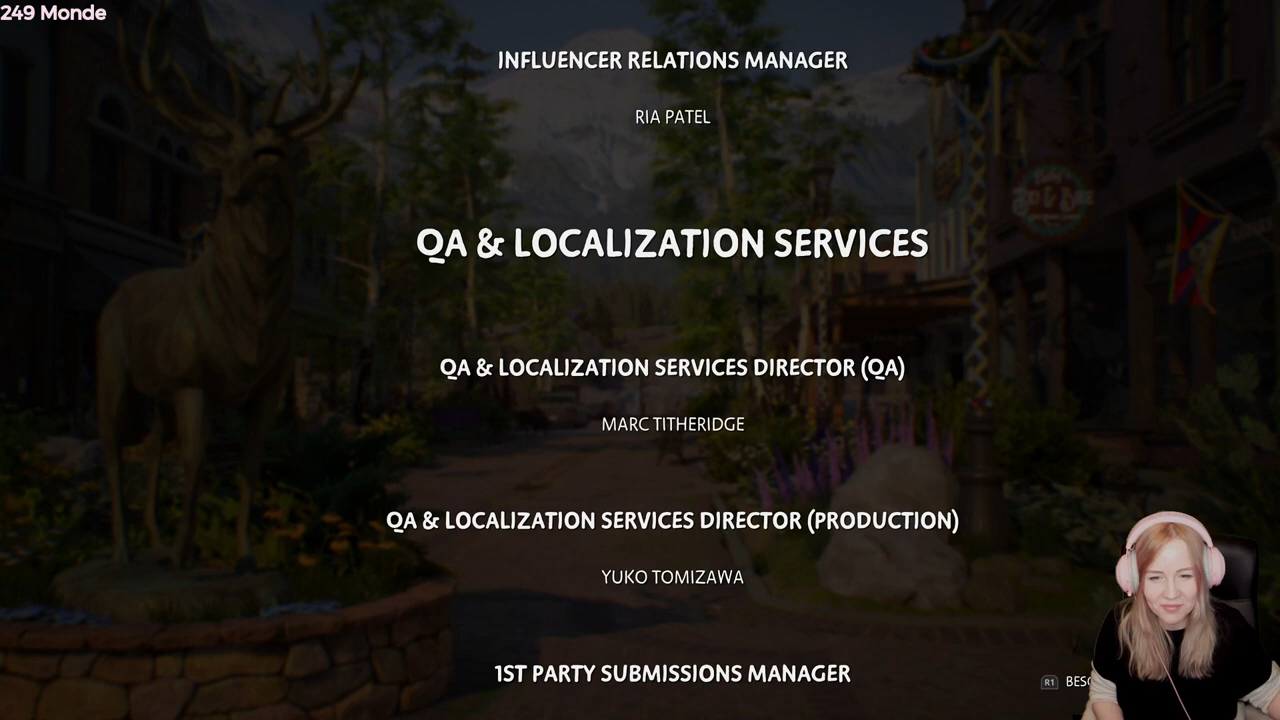 249 Monde
INFLUENCER RELATIONS MANAGER
RIA PATEL
QA & LOCALIZATION SERVICES
QA & LOCALIZATION SERVICES DIRECTOR (QA)
MARC TITHERIDGE
QA & LOCALIZATION SERVICES DIRECTOR (PRODUCTION)
YUKO TOMIZAWA
1ST PARTY SUBMISSIONS MANAGER
R1